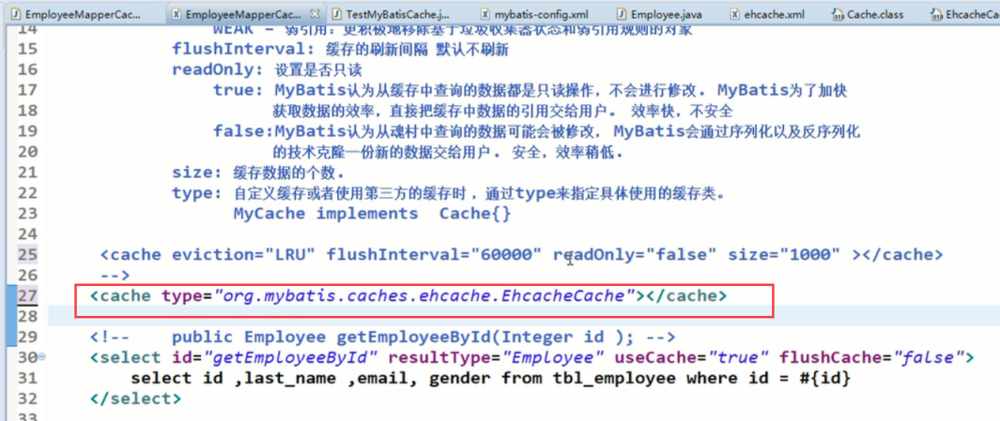 EmployeeMapperCac...
EmployeeMapperCac...
TestMyBatisCache.j...
mybatis-config.xml
Employee.java
ehcache.xml
Cache.class
EhcacheCa
14 WEAK – 弱引用：更积极地移除基于垃圾收集器状态和弱引用规则的对象
15 flushInterval: 缓存的刷新间隔 默认不刷新
16 readOnly: 设置是否只读
17 true: MyBatis认为从缓存中查询的数据都是只读操作，不会进行修改. MyBatis为了加快
18 获取数据的效率，直接把缓存中数据的引用交给用户。 效率快，不安全
19 false:MyBatis认为从魂村中查询的数据可能会被修改， MyBatis会通过序列化以及反序列化
20 的技术克隆一份新的数据交给用户. 安全，效率稍低.
21 size: 缓存数据的个数.
22 type: 自定义缓存或者使用第三方的缓存时，通过type来指定具体使用的缓存类。
23 MyCache implements Cache{}
24
25 <cache eviction="LRU" flushInterval="60000" readOnly="false" size="1000" ></cache>
26 -->
27 <cache type="org.mybatis.caches.ehcache.EhcacheCache"></cache>
28
29 <!-- public Employee getEmployeeById(Integer id ); -->
30 <select id="getEmployeeById" resultType="Employee" useCache="true" flushCache="false">
31 select id ,last_name ,email, gender from tbl_employee where id = #{id}
32 </select>
33